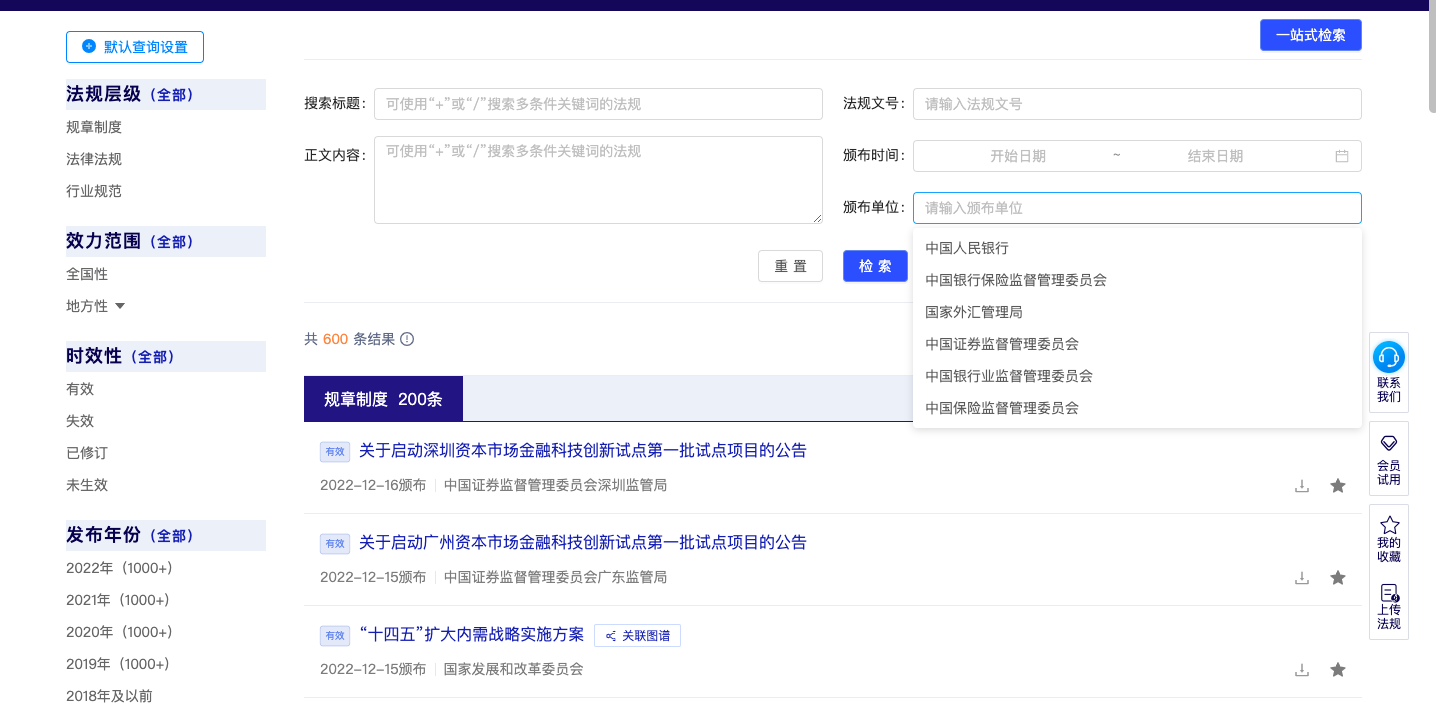 默认查询设置
一站式检索
法规层级（全部）
规章制度
法律法规
行业规范
效力范围（全部）
全国性
地方性
时效性（全部）
有效
失效
已修订
未生效
发布年份（全部）
2022年（1000+）
2021年（1000+）
2020年（1000+）
2019年（1000+）
2018年及以前
搜索标题： 可使用“+”或“/”搜索多条件关键词的法规
法规文号： 请输入法规文号
正文内容： 可使用“+”或“/”搜索多条件关键词的法规
颁布时间： 开始日期 ~ 结束日期
颁布单位： 请输入颁布单位
中国人民银行
中国银行保险监督管理委员会
国家外汇管理局
中国证券监督管理委员会
中国银行业监督管理委员会
中国保险监督管理委员会
重 置 检 索
共 600 条结果
规章制度 200条
有效 关于启动深圳资本市场金融科技创新试点第一批试点项目的公告
2022-12-16颁布 中国证券监督管理委员会深圳监管局
有效 关于启动广州资本市场金融科技创新试点第一批试点项目的公告
2022-12-15颁布 中国证券监督管理委员会广东监管局
有效 “十四五”扩大内需战略实施方案 关联图谱
2022-12-15颁布 国家发展和改革委员会
联系
我们
会员
试用
我的
收藏
上传
法规